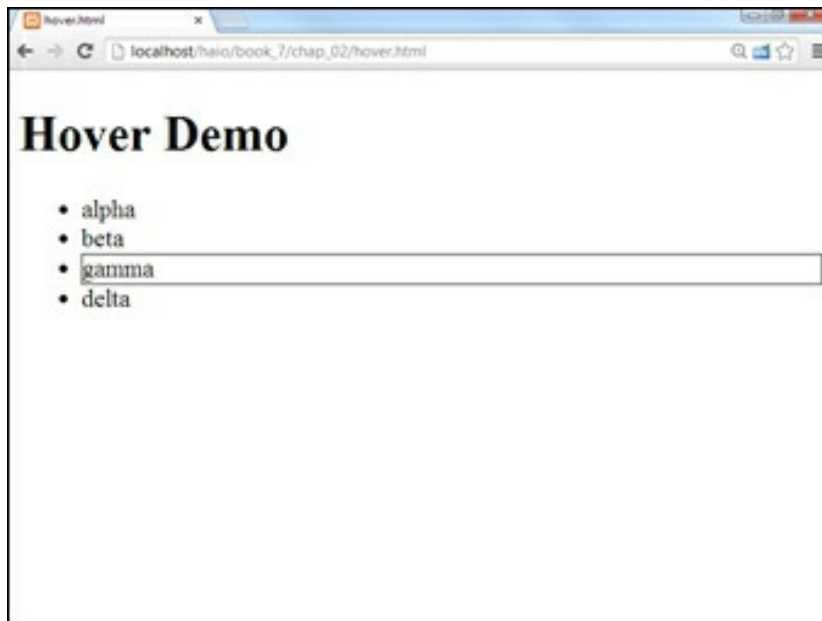 hover.html
localhost/haio/book_7/chap_02/hover.html
Hover Demo
alpha
beta
gamma
delta